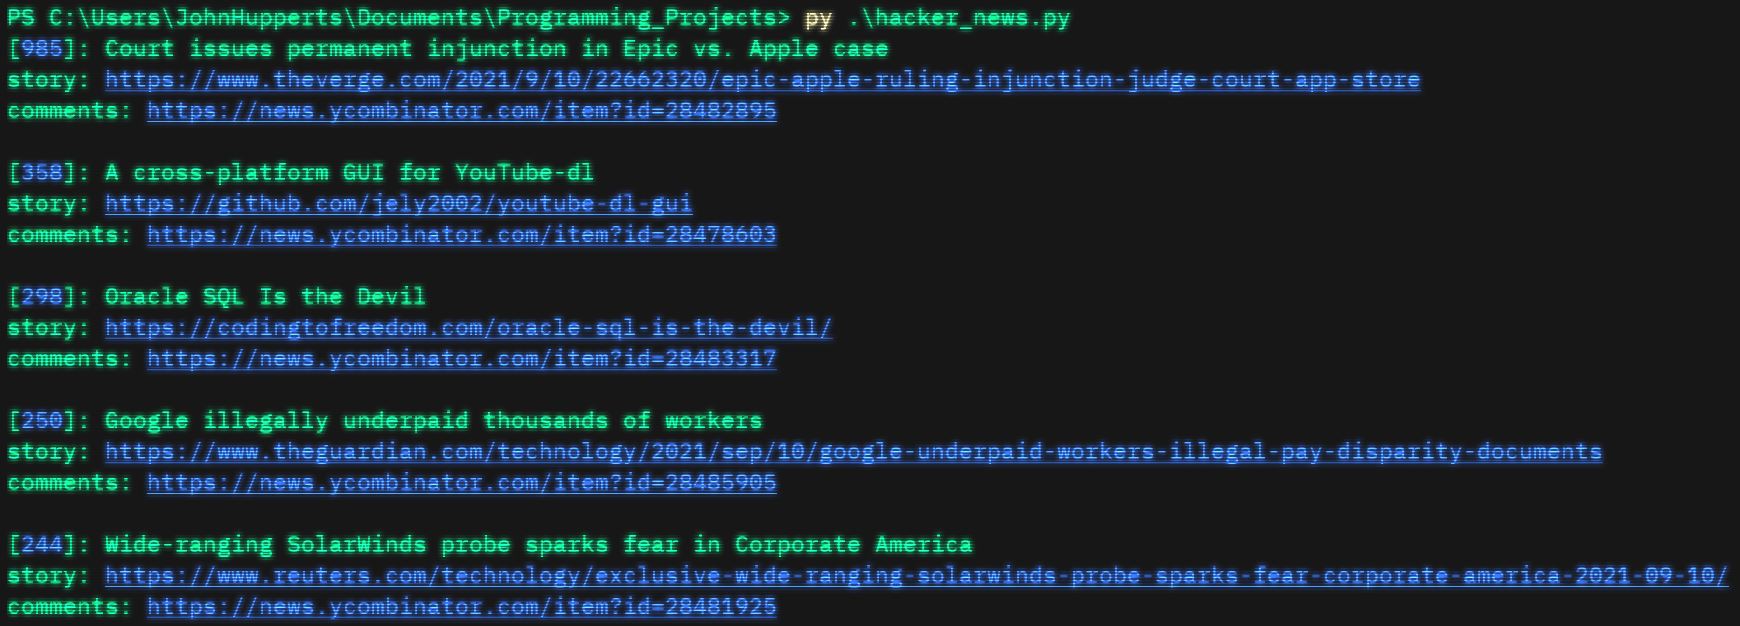 PS C:\Users\JohnHupperts\Documents\Programming_Projects> py .\hacker_news.py
[985]: Court issues permanent injunction in Epic vs. Apple case
story: https://www.theverge.com/2021/9/10/22662320/epic-apple-ruling-injunction-judge-court-app-store
comments: https://news.ycombinator.com/item?id=28482895
[358]: A cross-platform GUI for YouTube-dl
story: https://github.com/jely2002/youtube-dl-gui
comments: https://news.ycombinator.com/item?id=28478603
[298]: Oracle SQL Is the Devil
story: https://codingtofreedom.com/oracle-sql-is-the-devil/
comments: https://news.ycombinator.com/item?id=28483317
[250]: Google illegally underpaid thousands of workers
story: https://www.theguardian.com/technology/2021/sep/10/google-underpaid-workers-illegal-pay-disparity-documents
comments: https://news.ycombinator.com/item?id=28485905
[244]: Wide-ranging SolarWinds probe sparks fear in Corporate America
story: https://www.reuters.com/technology/exclusive-wide-ranging-solarwinds-probe-sparks-fear-corporate-america-2021-09-10/
comments: https://news.ycombinator.com/item?id=28481925